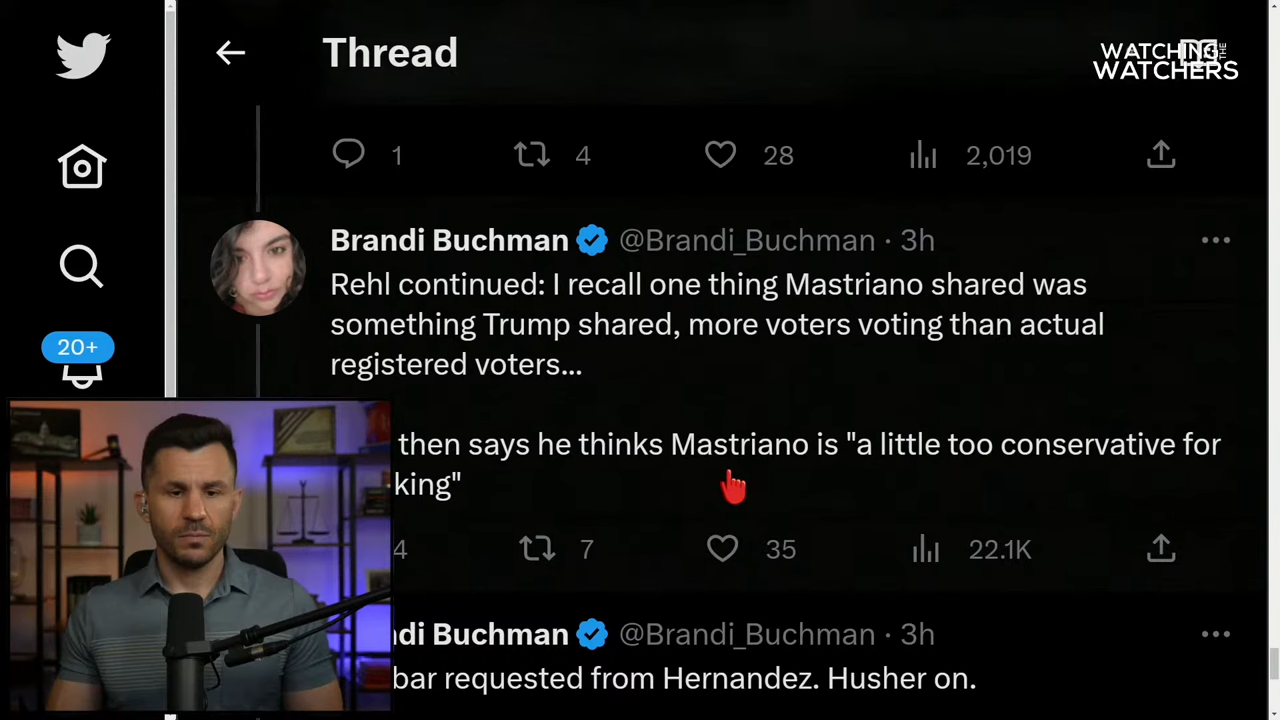 Thread
WATCHING THE
WATCHERS
1 4 28 2,019
Brandi Buchman @Brandi_Buchman · 3h
Rehl continued: I recall one thing Mastriano shared was
something Trump shared, more voters voting than actual
registered voters...
20+
then says he thinks Mastriano is "a little too conservative for
king"
4 7 35 22.1K
di Buchman @Brandi_Buchman · 3h
bar requested from Hernandez. Husher on.